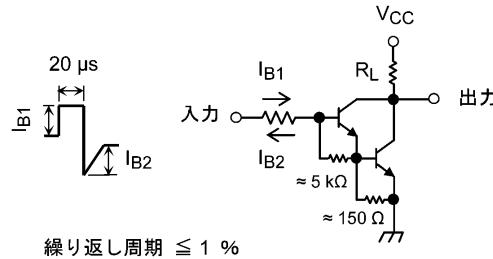 20 μs
IB1
IB2
繰り返し周期 ≦ 1 %
VCC
RL
IB1
入力
IB2
出力
≈ 5 kΩ
≈ 150 Ω